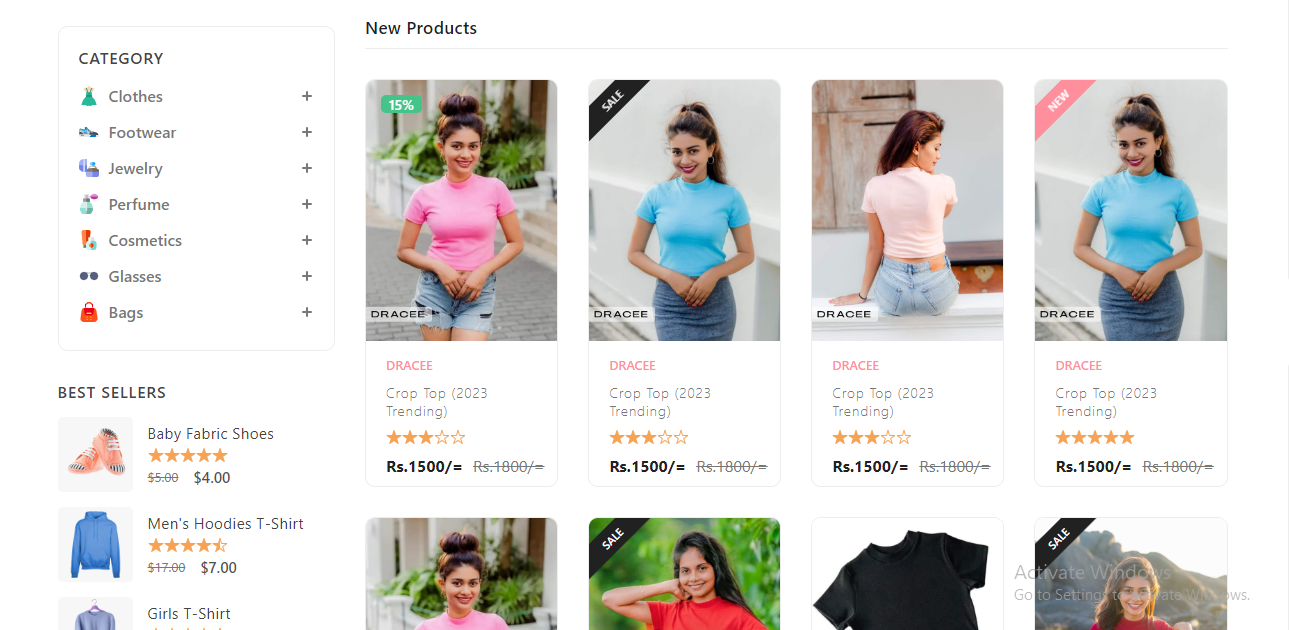 CATEGORY
Clothes +
Footwear +
Jewelry +
Perfume +
Cosmetics +
Glasses +
Bags +
BEST SELLERS
Baby Fabric Shoes
$5.00 $4.00
Men's Hoodies T-Shirt
$17.00 $7.00
Girls T-Shirt
New Products
15%
DRACEE
DRACEE
Crop Top (2023
Trending)
Rs.1500/= Rs.1800/=
SALE
DRACEE
DRACEE
Crop Top (2023
Trending)
Rs.1500/= Rs.1800/=
DRACEE
DRACEE
Crop Top (2023
Trending)
Rs.1500/= Rs.1800/=
NEW
DRACEE
DRACEE
Crop Top (2023
Trending)
Rs.1500/= Rs.1800/=
SALE
SALE
Activate Windows
Go to Settings to activate Windows.